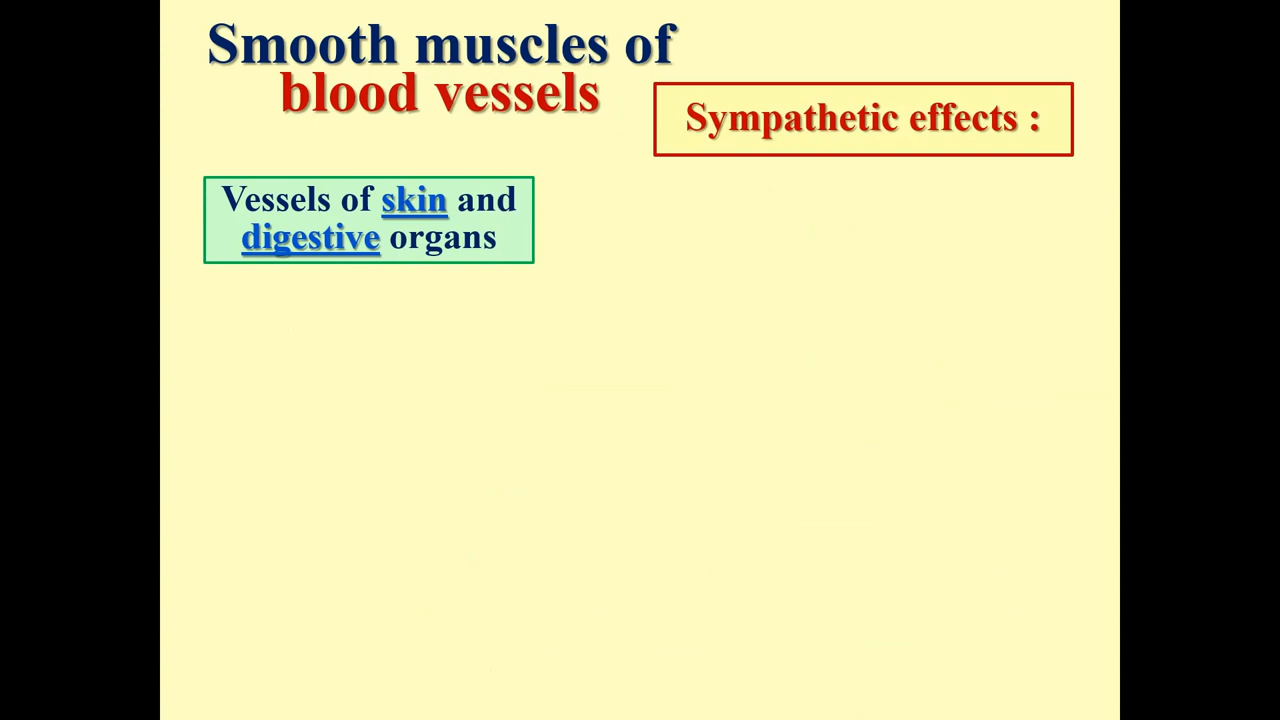 Smooth muscles of
blood vessels
Sympathetic effects :
Vessels of skin and
digestive organs